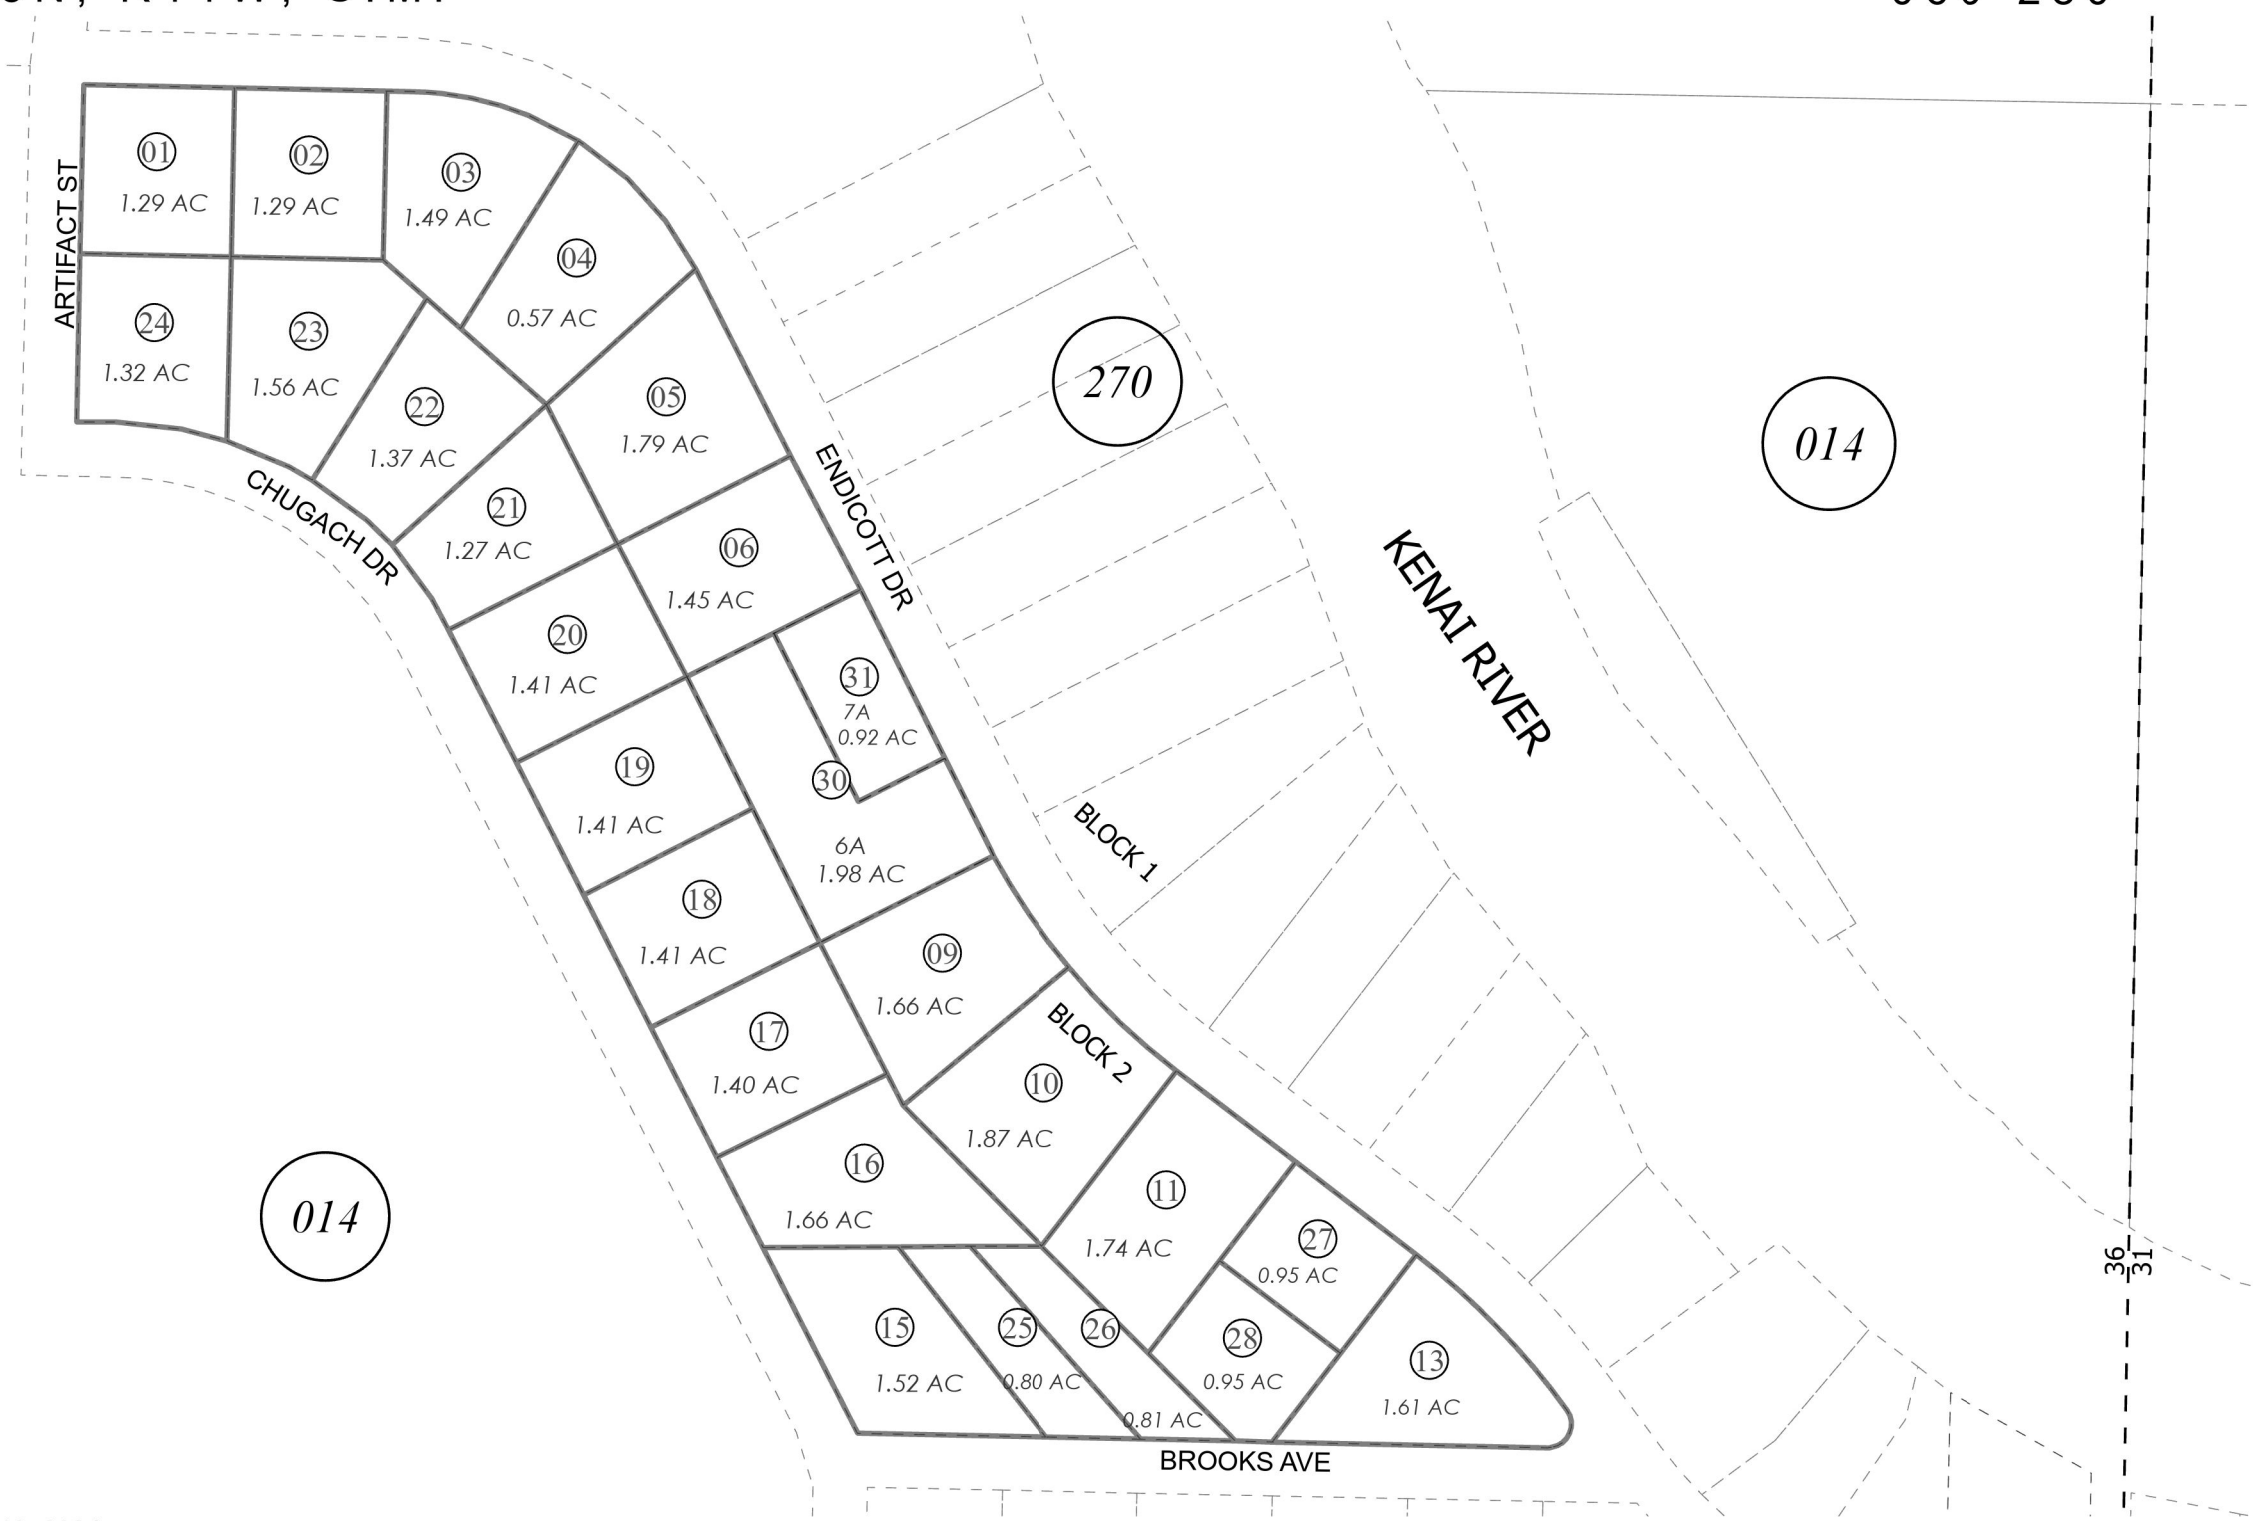 01
1.29 AC
02
1.29 AC
03
1.49 AC
04
0.57 AC
ARTIFACT ST
24
1.32 AC
23
1.56 AC
22
1.37 AC
05
1.79 AC
21
1.27 AC
CHUGACH DR
06
1.45 AC
ENDICOTT DR
270
014
KENAI RIVER
20
1.41 AC
31
7A
0.92 AC
19
1.41 AC
30
6A
1.98 AC
BLOCK 1
18
1.41 AC
09
1.66 AC
17
1.40 AC
BLOCK 2
10
1.87 AC
16
1.66 AC
11
1.74 AC
014
27
0.95 AC
36
31
15
1.52 AC
25
0.80 AC
26
0.81 AC
28
0.95 AC
13
1.61 AC
BROOKS AVE